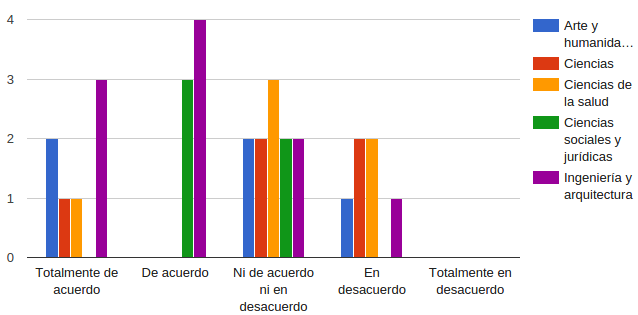 4
3
2
1
0
Totalmente de
acuerdo
De acuerdo
Ni de acuerdo
ni en
desacuerdo
En
desacuerdo
Totalmente en
desacuerdo
Arte y
humanida…
Ciencias
Ciencias de
la salud
Ciencias
sociales y
jurídicas
Ingeniería y
arquitectura